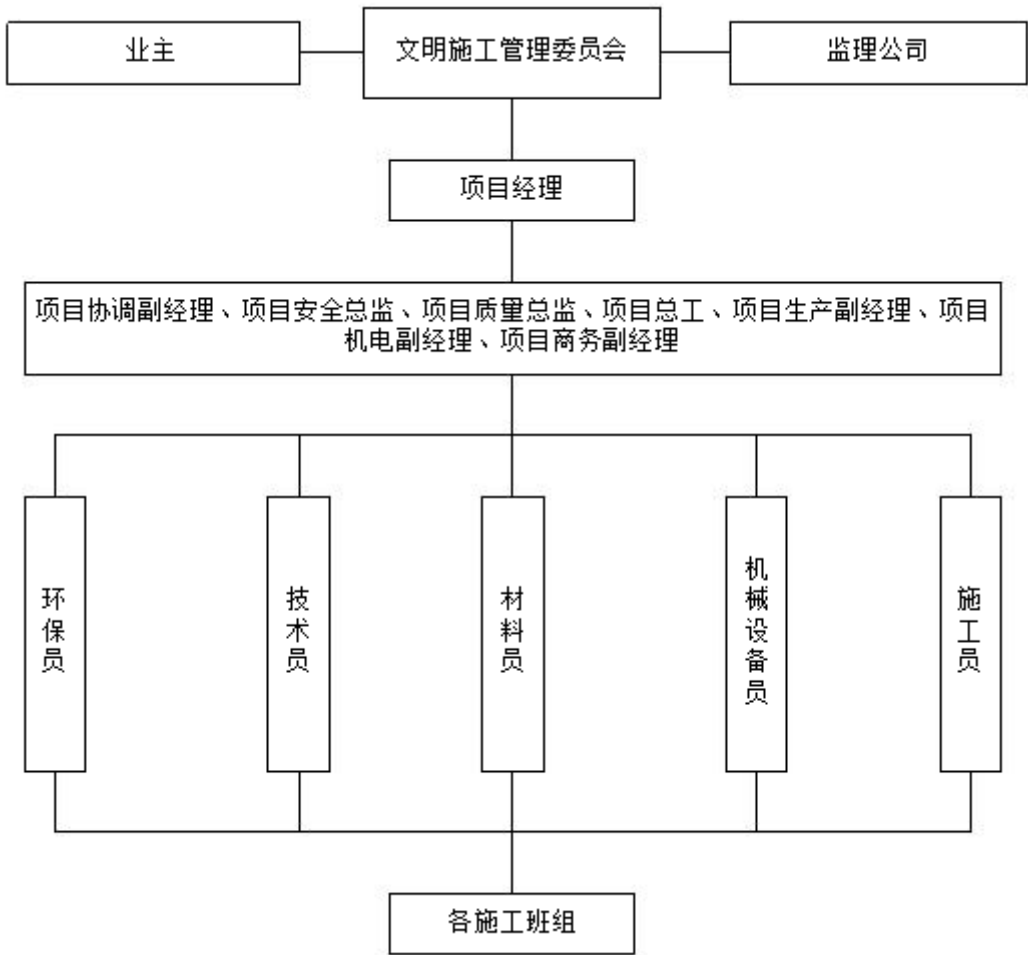 业主
文明施工管理委员会
监理公司
项目经理
项目协调副经理、项目安全总监、项目质量总监、项目总工、项目生产副经理、项目
机电副经理、项目商务副经理
环保员
技术员
材料员
机械设备员
施工员
各施工班组